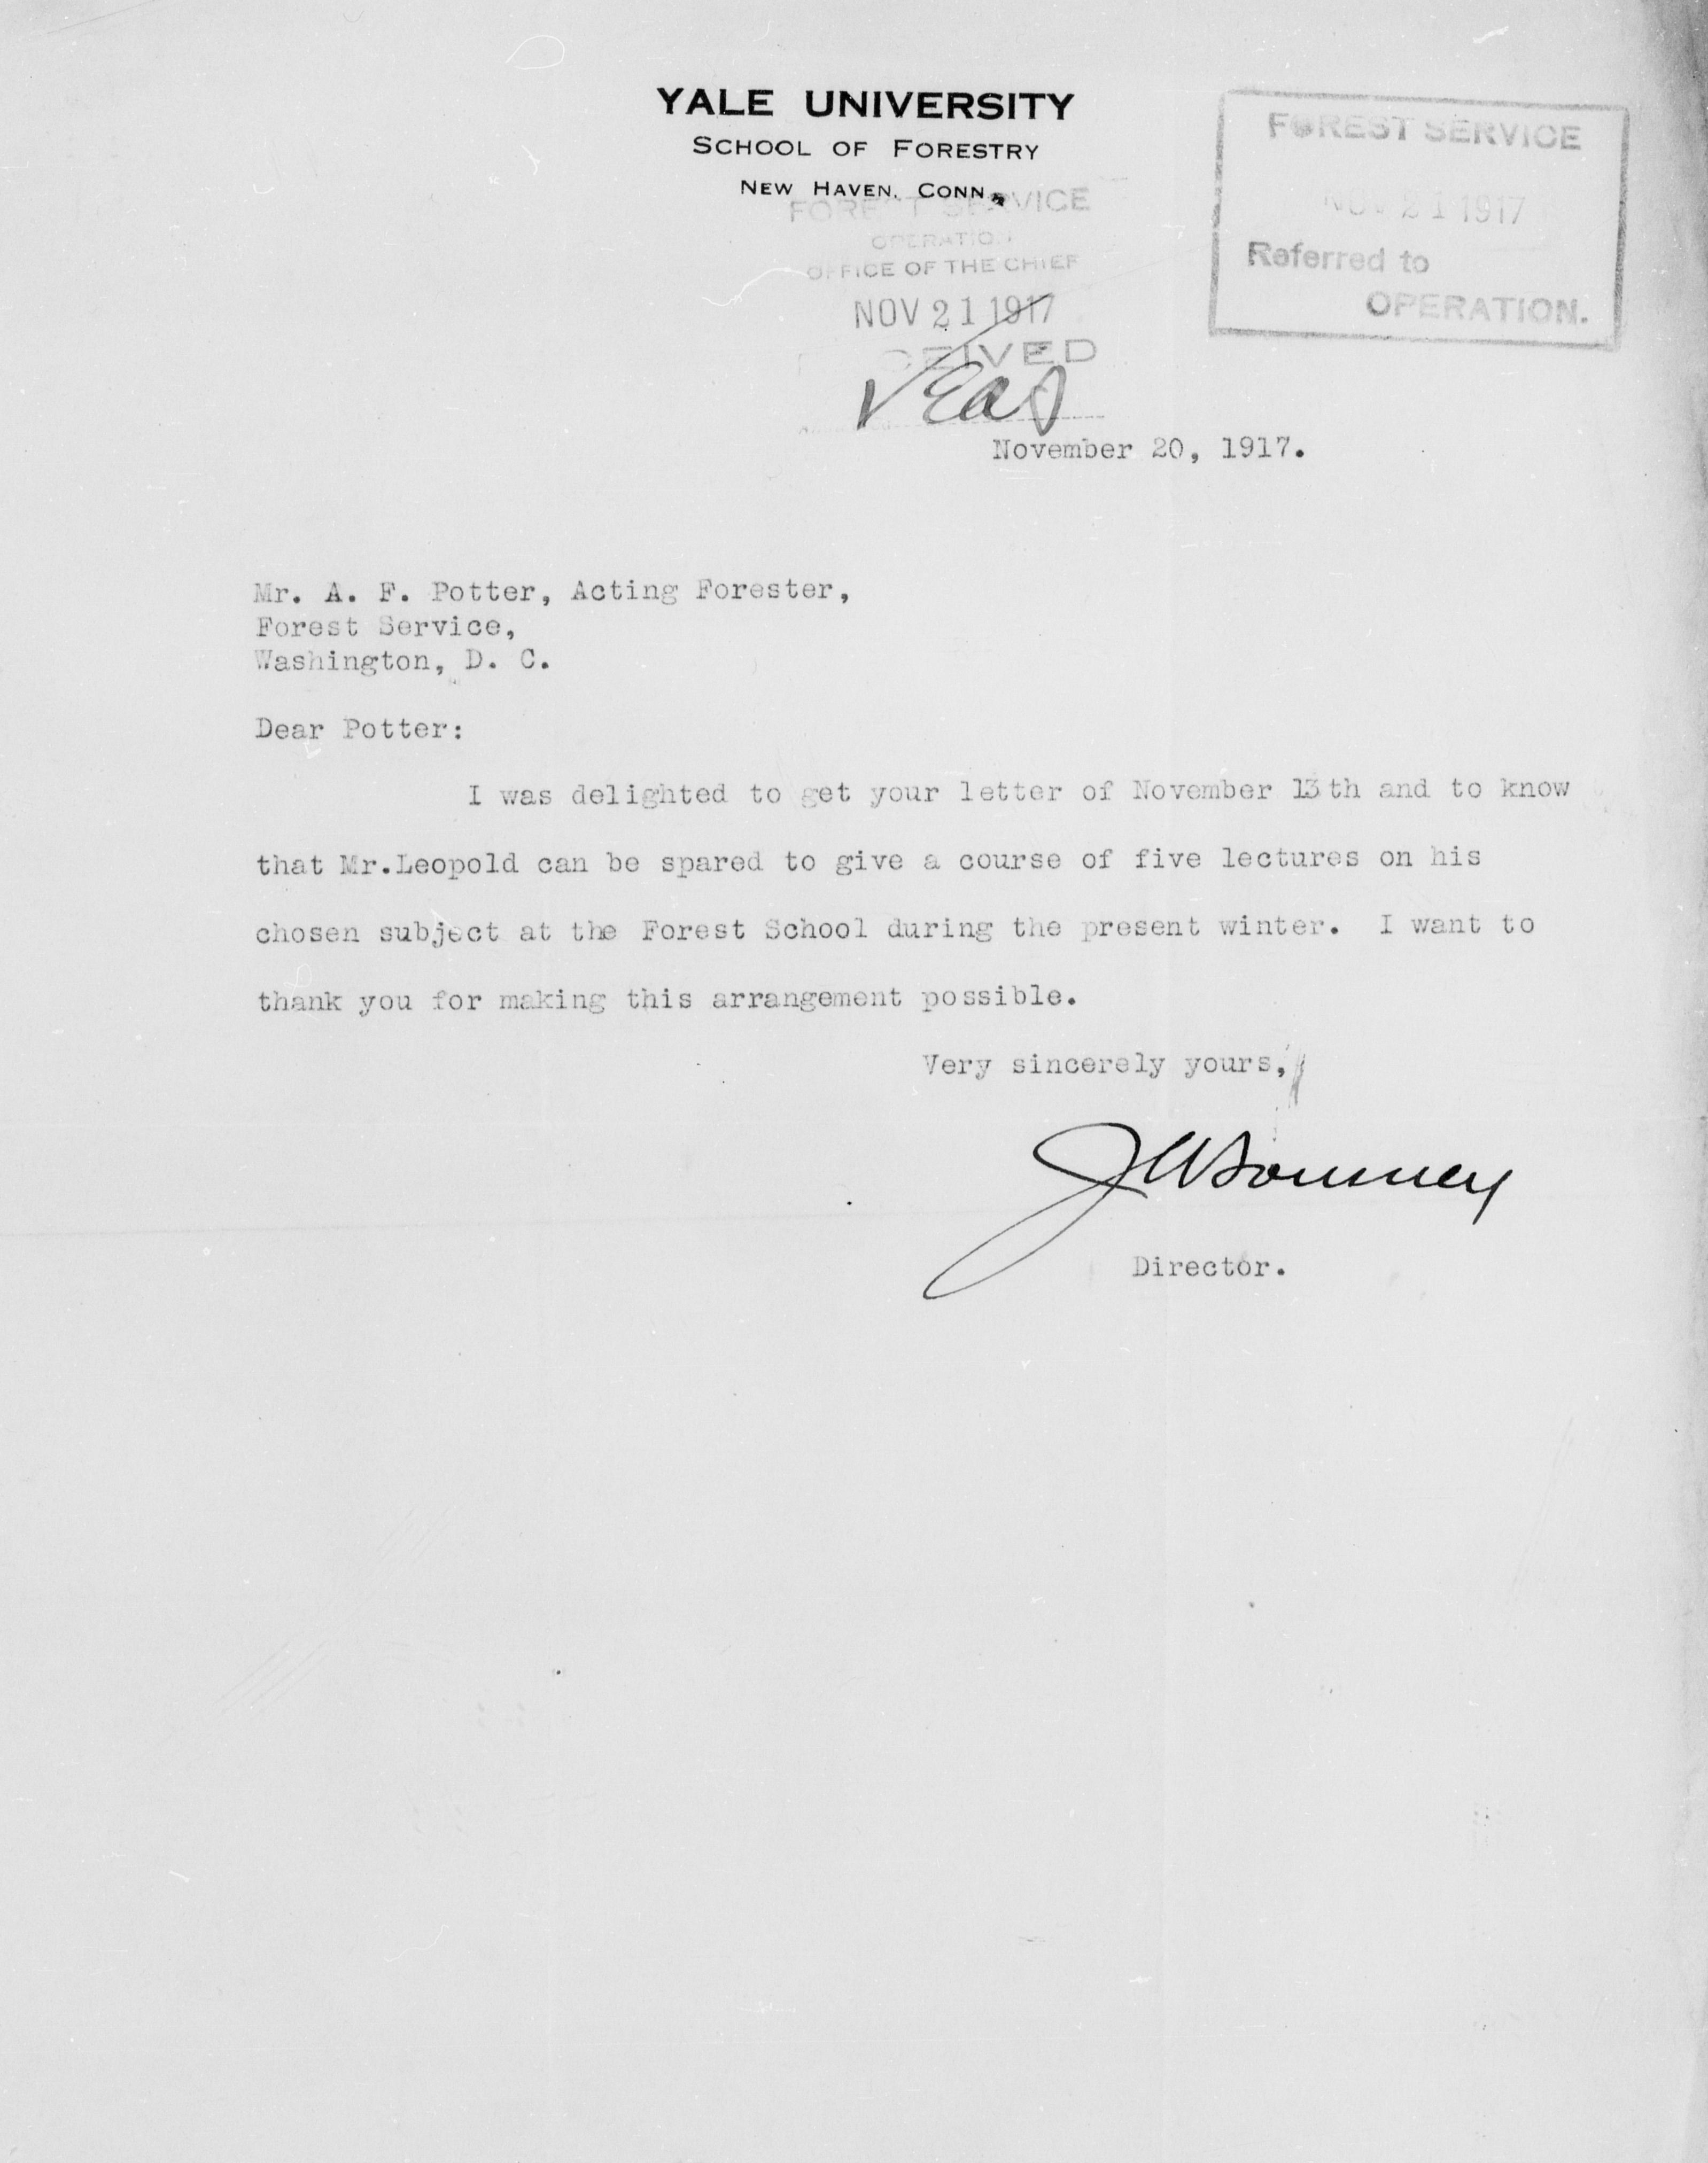 YALE UNIVERSITY
SCHOOL OF FORESTRY
NEW HAVEN, CONN.
FOREST SERVICE
NOV 21 1917
Referred to
OPERATION.
FOREST SERVICE
OPERATION
OFFICE OF THE CHIEF
NOV 21 1917
RECEIVED
November 20, 1917.
Mr. A. F. Potter, Acting Forester,
Forest Service,
Washington, D. C.
Dear Potter:
I was delighted to get your letter of November 13th and to know
that Mr.Leopold can be spared to give a course of five lectures on his
chosen subject at the Forest School during the present winter. I want to
thank you for making this arrangement possible.
Very sincerely yours,
J W Toumey
Director.